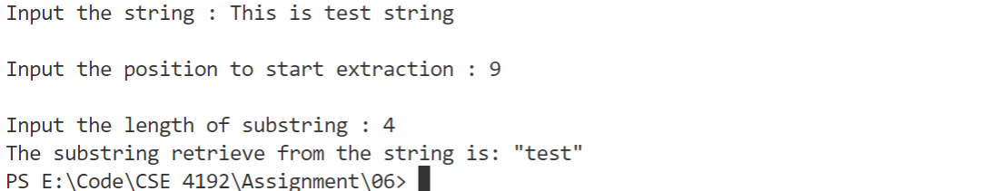 Input the string : This is test string
Input the position to start extraction : 9
Input the length of substring : 4
The substring retrieve from the string is: "test"
PS E:\Code\CSE 4192\Assignment\06>